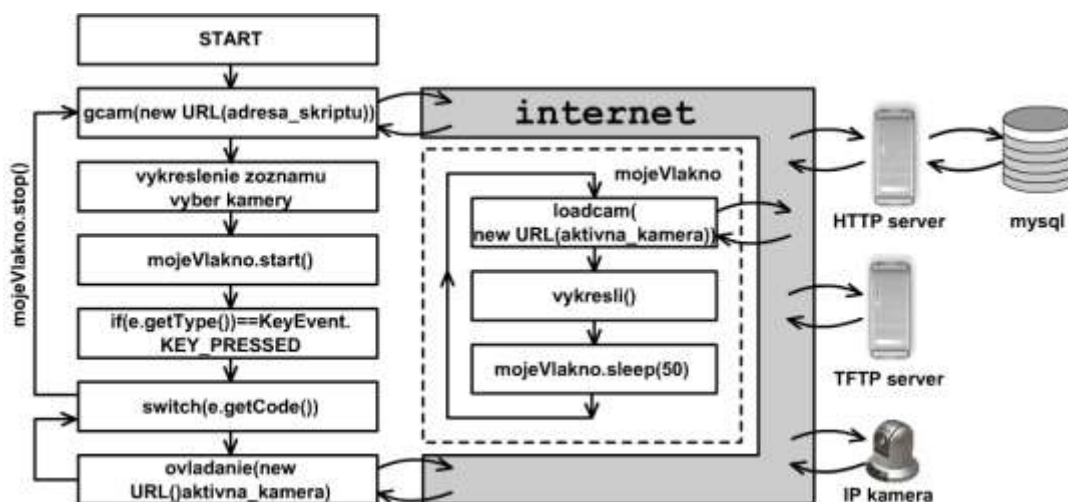 START
gcam(new URL(adresa_skriptu))
vykreslenie zoznamu
vyber kamery
mojeVlakno.start()
if(e.getType())==KeyEvent.
KEY_PRESSED
switch(e.getCode())
ovladanie(new
URL()aktivna_kamera)
mojeVlakno.stop()
internet
mojeVlakno
loadcam(
new URL(aktivna_kamera))
vykresli()
mojeVlakno.sleep(50)
HTTP server
mysql
TFTP server
IP kamera